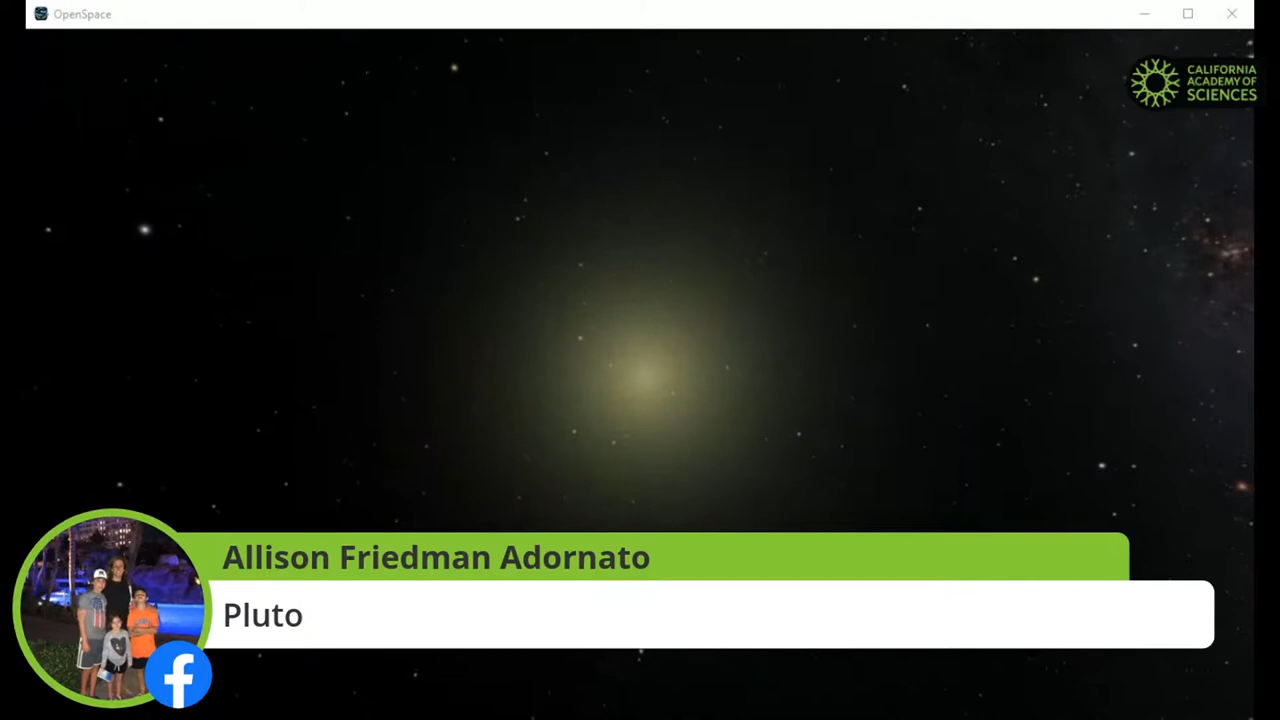 OpenSpace
CALIFORNIA
ACADEMY OF
SCIENCES
Allison Friedman Adornato
Pluto